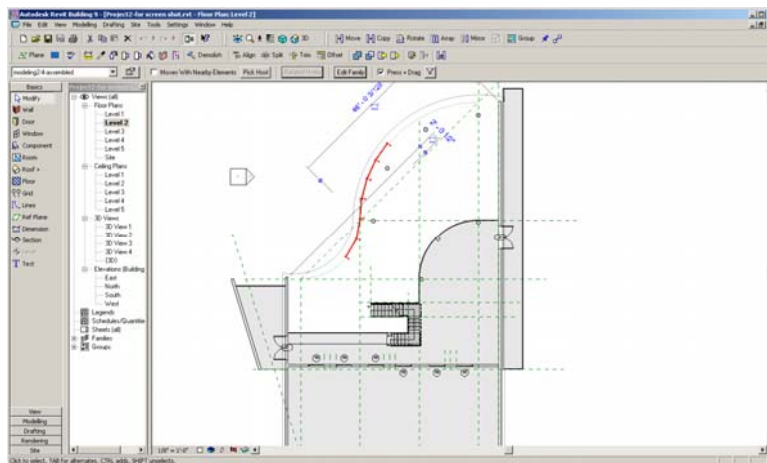 Autodesk Revit Building 9 - [Project2-for screen shut.rvt - Floor Plan: Level 2]
File Edit View Modelling Drafting Site Tools Settings Window Help
Move Copy Rotate Array Mirror Group
Plane Demolish Align Split Trim Offset
modeling2:4-assembled Moves With Nearby Elements Pick Host Edit Family Press + Drag
Basics
Modify
Wall
Door
Window
Component
Room
Roof
Floor
Grid
Lines
Ref Plane
Dimension
Section
Text
View
Modelling
Drafting
Rendering
Site
Views (all)
Floor Plans
Level 1
Level 2
Level 3
Level 4
Level 5
Site
Ceiling Plans
Level 1
Level 2
Level 3
Level 4
Level 5
3D Views
3D View 1
3D View 2
3D View 3
3D View 4
{3D}
Elevations (Building
East
North
South
West
Legends
Schedules/Quantitie
Sheets (all)
Families
Groups
1/8" = 1'-0"
Click to select, TAB for alternates, CTRL adds, SHIFT unselects.